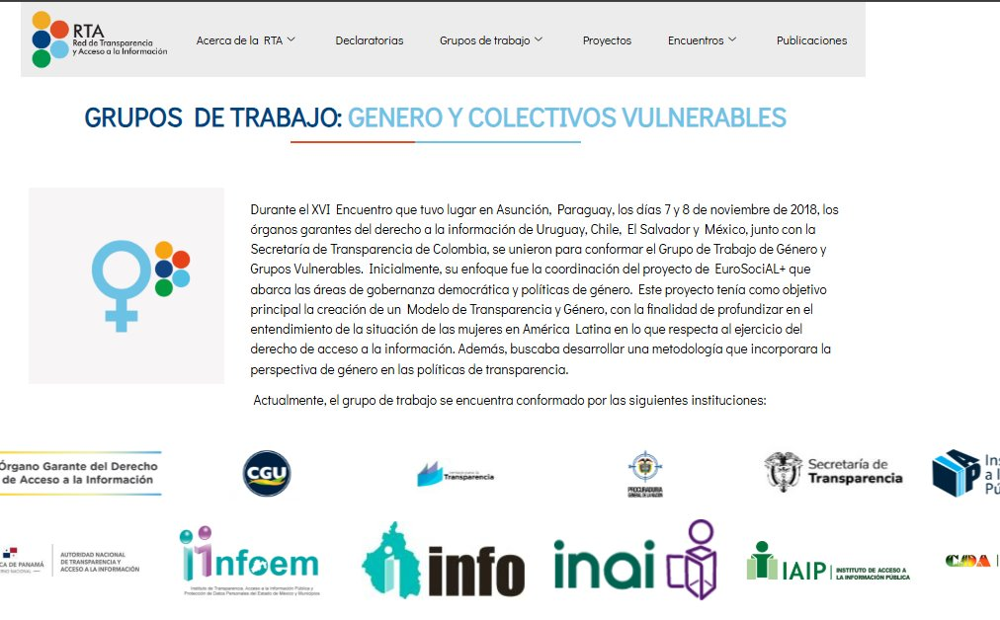 RTA
Red de Transparencia
y Acceso a la Información
Acerca de la RTA
Declaratorias
Grupos de trabajo
Proyectos
Encuentros
Publicaciones
GRUPOS DE TRABAJO: GENERO Y COLECTIVOS VULNERABLES
Durante el XVI Encuentro que tuvo lugar en Asunción, Paraguay, los días 7 y 8 de noviembre de 2018, los
órganos garantes del derecho a la información de Uruguay, Chile, El Salvador y México, junto con la
Secretaría de Transparencia de Colombia, se unieron para conformar el Grupo de Trabajo de Género y
Grupos Vulnerables. Inicialmente, su enfoque fue la coordinación del proyecto de EuroSociAL+ que
abarca las áreas de gobernanza democrática y políticas de género. Este proyecto tenía como objetivo
principal la creación de un Modelo de Transparencia y Género, con la finalidad de profundizar en el
entendimiento de la situación de las mujeres en América Latina en lo que respecta al ejercicio del
derecho de acceso a la información. Además, buscaba desarrollar una metodología que incorporara la
perspectiva de género en las políticas de transparencia.
Actualmente, el grupo de trabajo se encuentra conformado por las siguientes instituciones:
Órgano Garante del Derecho
de Acceso a la Información
CGU
Transparencia
PROCURADURIA
GENERAL DE LA NACION
Secretaría de
Transparencia
Ins
a l
Pú
CA DE PANAMÁ
AUTORIDAD NACIONAL
DE TRANSPARENCIA Y
ACCESO A LA INFORMACIÓN
infoem
Instituto de Transparencia, Acceso a la Información Pública y
Protección de Datos Personales del Estado de México y Municipios
info
inai
IAIP
INSTITUTO DE ACCESO A
LA INFORMACIÓN PÚBLICA